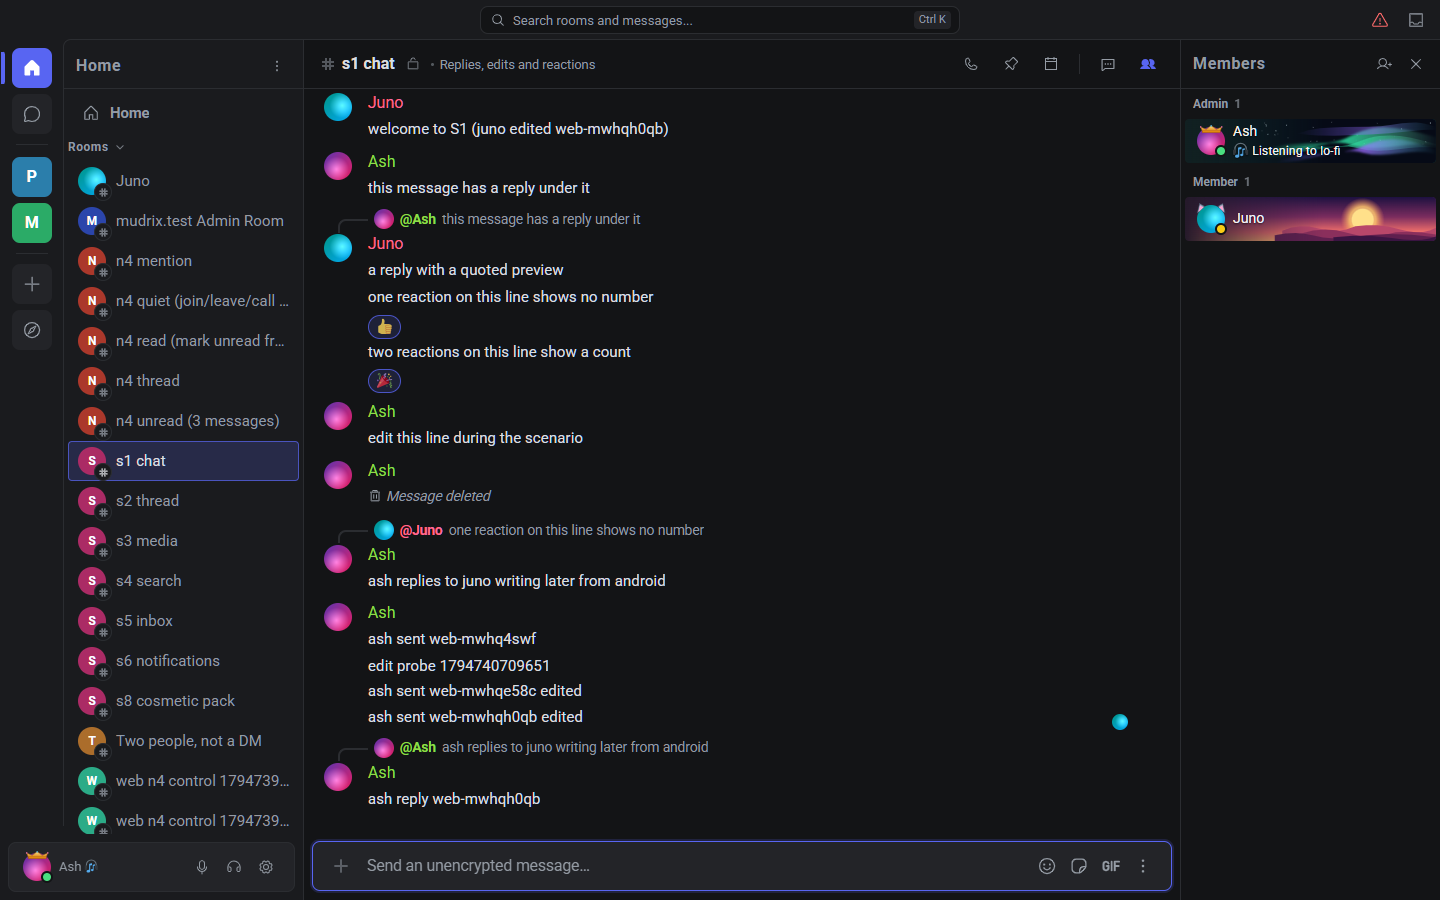 Search rooms and messages...
Ctrl K
P
M
Home
Home
Rooms
Juno
M mudrix.test Admin Room
N n4 mention
N n4 quiet (join/leave/call ...
N n4 read (mark unread fr...
N n4 thread
N n4 unread (3 messages)
S s1 chat
S s2 thread
S s3 media
S s4 search
S s5 inbox
S s6 notifications
S s8 cosmetic pack
T Two people, not a DM
W web n4 control 1794739...
W web n4 control 1794739...
Ash
# s1 chat • Replies, edits and reactions
Juno
welcome to S1 (juno edited web-mwhqh0qb)
Ash
this message has a reply under it
@Ash this message has a reply under it
Juno
a reply with a quoted preview
one reaction on this line shows no number
two reactions on this line show a count
Ash
edit this line during the scenario
Ash
Message deleted
@Juno one reaction on this line shows no number
Ash
ash replies to juno writing later from android
Ash
ash sent web-mwhq4swf
edit probe 1794740709651
ash sent web-mwhqe58c edited
ash sent web-mwhqh0qb edited
@Ash ash replies to juno writing later from android
Ash
ash reply web-mwhqh0qb
Send an unencrypted message...
GIF
Members
Admin 1
Ash
Listening to lo-fi
Member 1
Juno